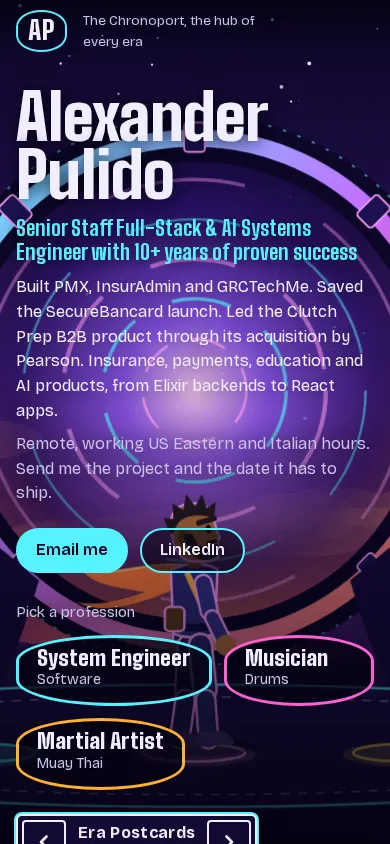 AP
The Chronoport, the hub of
every era
Alexander
Pulido
Senior Staff Full-Stack & AI Systems
Engineer with 10+ years of proven success
Built PMX, InsurAdmin and GRCTechMe. Saved
the SecureBancard launch. Led the Clutch
Prep B2B product through its acquisition by
Pearson. Insurance, payments, education and
AI products, from Elixir backends to React
apps.
Remote, working US Eastern and Italian hours.
Send me the project and the date it has to
ship.
Email me
LinkedIn
Pick a profession
System Engineer
Software
Musician
Drums
Martial Artist
Muay Thai
Era Postcards